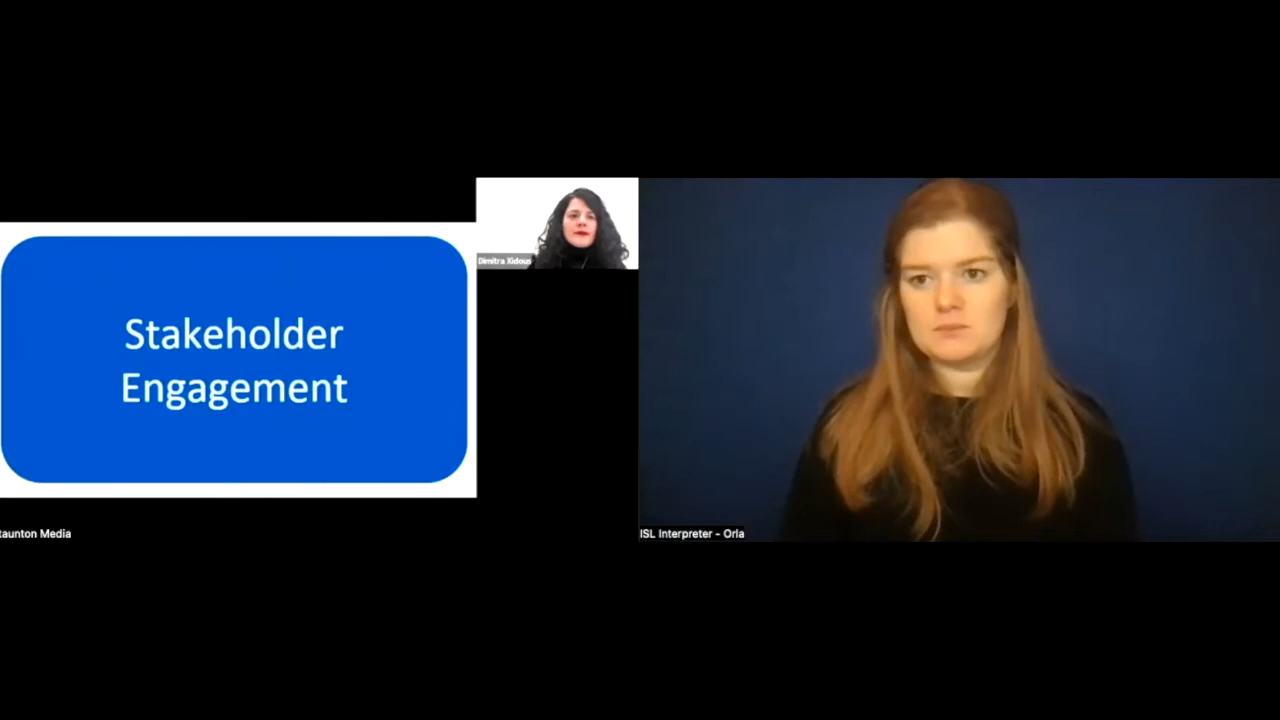 Stakeholder
Engagement
Dimitra Xidous
taunton Media
ISL Interpreter - Orla